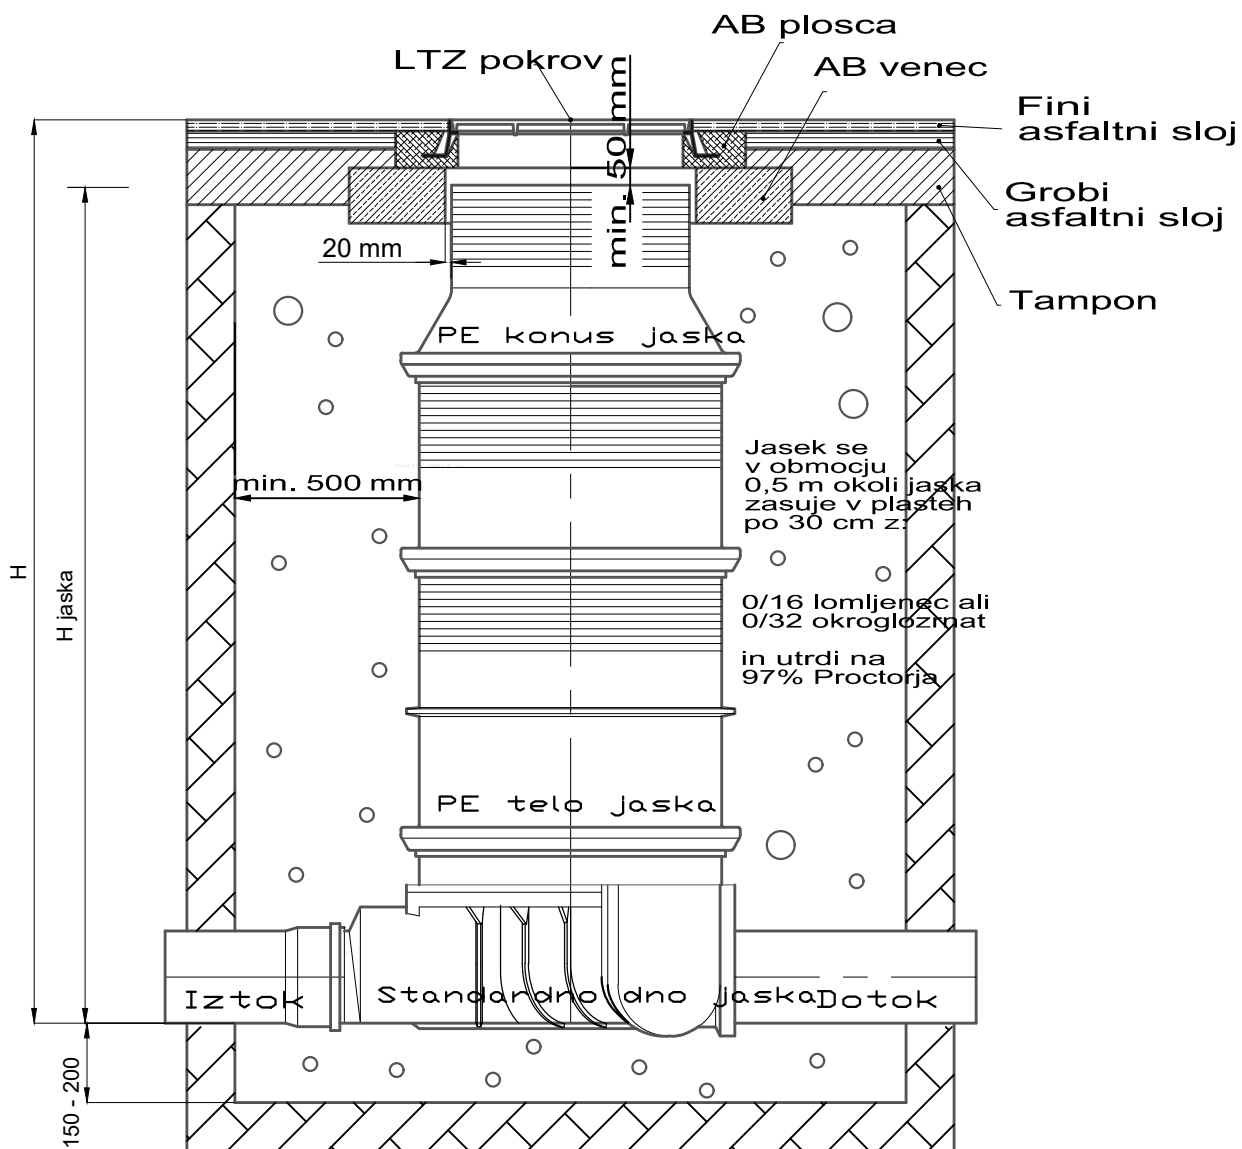 AB plosca
LTZ pokrov
AB venec
min. 50 mm
Fini
asfaltni sloj
Grobi
asfaltni sloj
20 mm
Tampon
PE konus jaska
Jasek se
v obmocju
0,5 m okoli jaska
zasuje v plasteh
po 30 cm z:
min. 500 mm
H
H jaska
0/16 lomljenec ali
0/32 okroglozrnat
in utrdi na
97% Proctorja
PE telo jaska
Iztok
Standardno dno jaska
Dotok
150 - 200